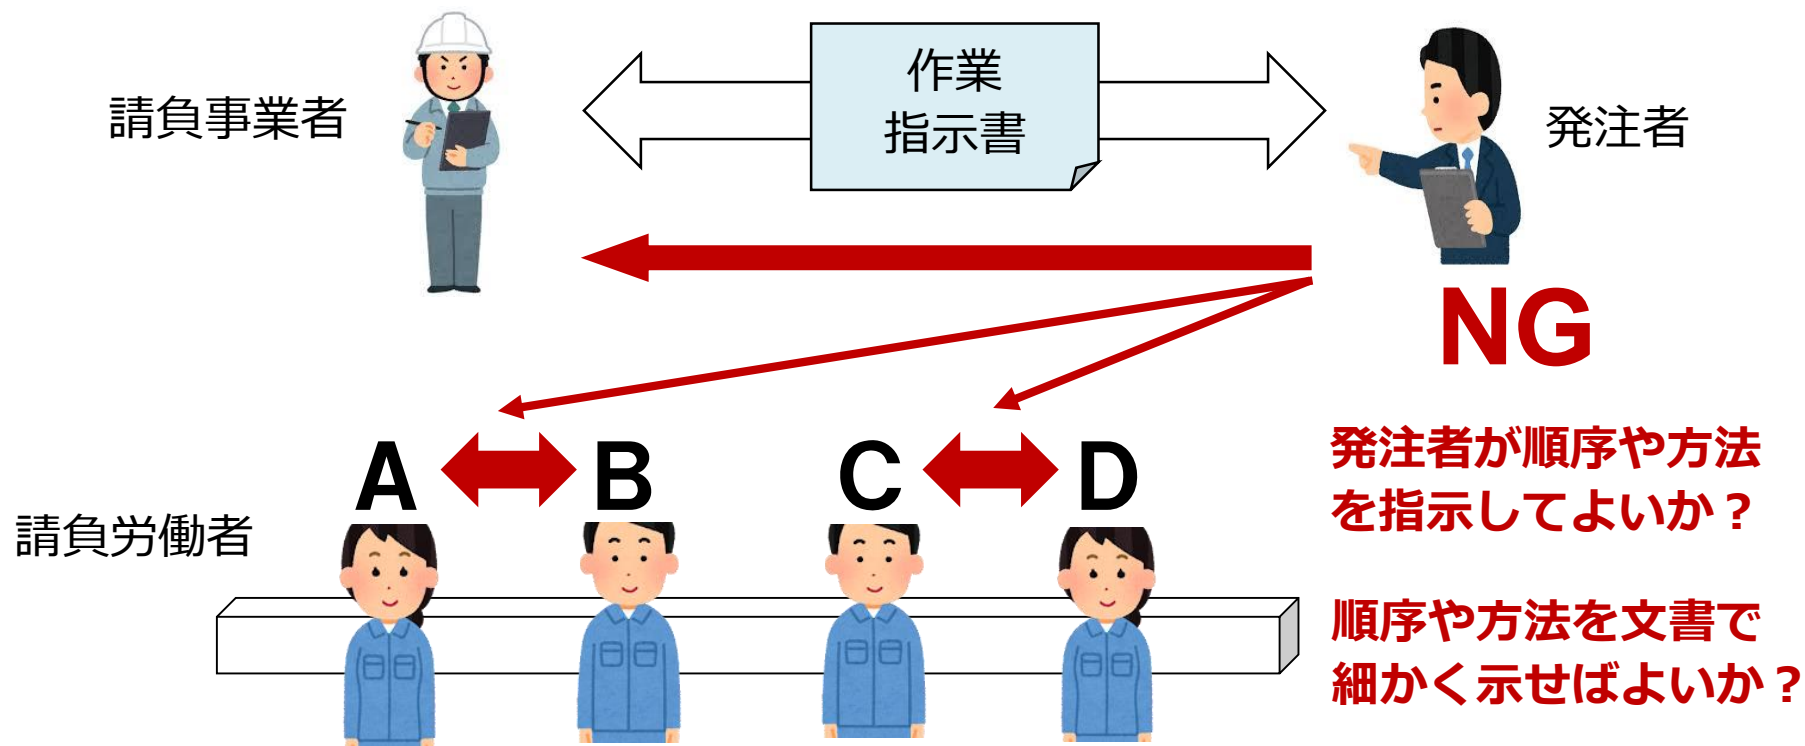 請負事業者
作業
指示書
発注者
NG
A
B
C
D
請負労働者
発注者が順序や方法
を指示してよいか？
順序や方法を文書で
細かく示せばよいか？